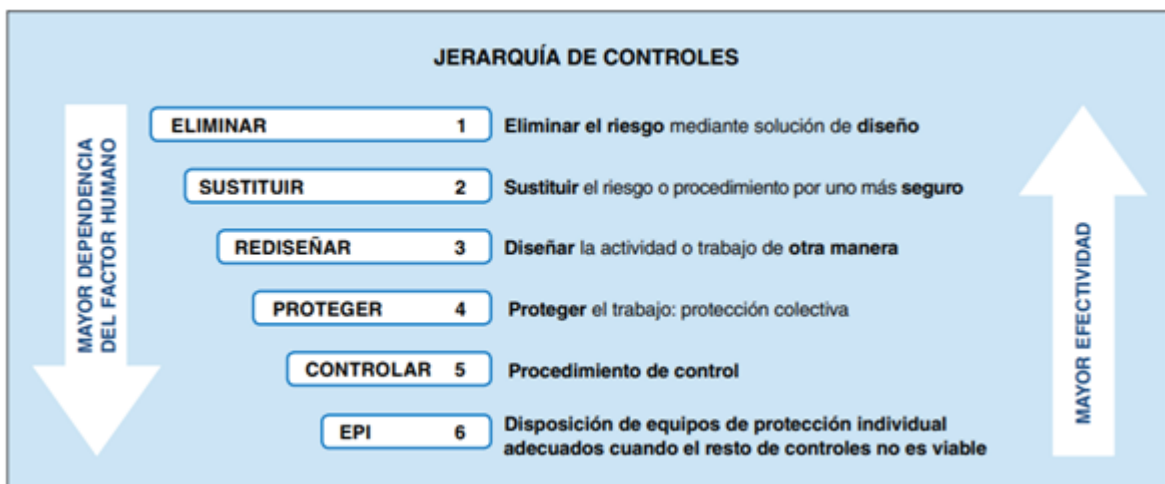 JERARQUÍA DE CONTROLES
MAYOR DEPENDENCIA
DEL FACTOR HUMANO
ELIMINAR 1 Eliminar el riesgo mediante solución de diseño
SUSTITUIR 2 Sustituir el riesgo o procedimiento por uno más seguro
REDISEÑAR 3 Diseñar la actividad o trabajo de otra manera
PROTEGER 4 Proteger el trabajo: protección colectiva
CONTROLAR 5 Procedimiento de control
EPI 6 Disposición de equipos de protección individual
adecuados cuando el resto de controles no es viable
MAYOR EFECTIVIDAD